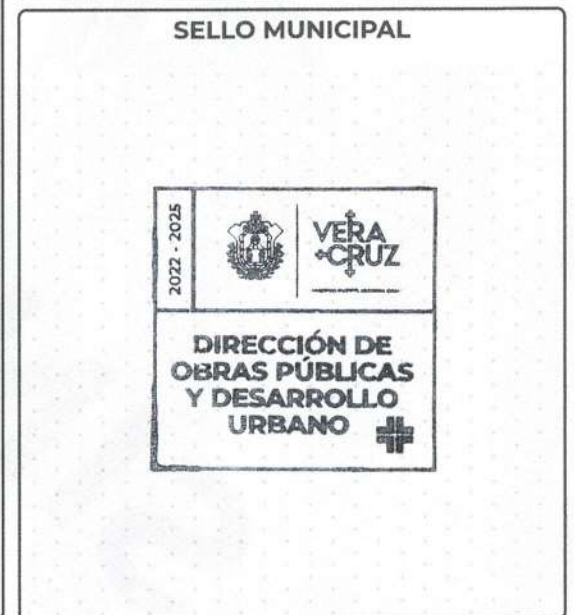 SELLO MUNICIPAL
2022 - 2025
VERA
CRUZ
DIRECCIÓN DE
OBRAS PÚBLICAS
Y DESARROLLO
URBANO